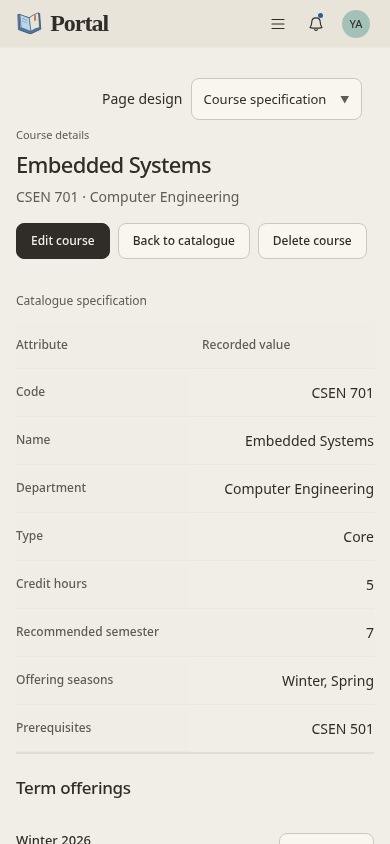 Portal
YA
Page design
Course specification
Course details
Embedded Systems
CSEN 701 · Computer Engineering
Edit course
Back to catalogue
Delete course
Catalogue specification
Attribute Recorded value
Code CSEN 701
Name Embedded Systems
Department Computer Engineering
Type Core
Credit hours 5
Recommended semester 7
Offering seasons Winter, Spring
Prerequisites CSEN 501
Term offerings
Winter 2026